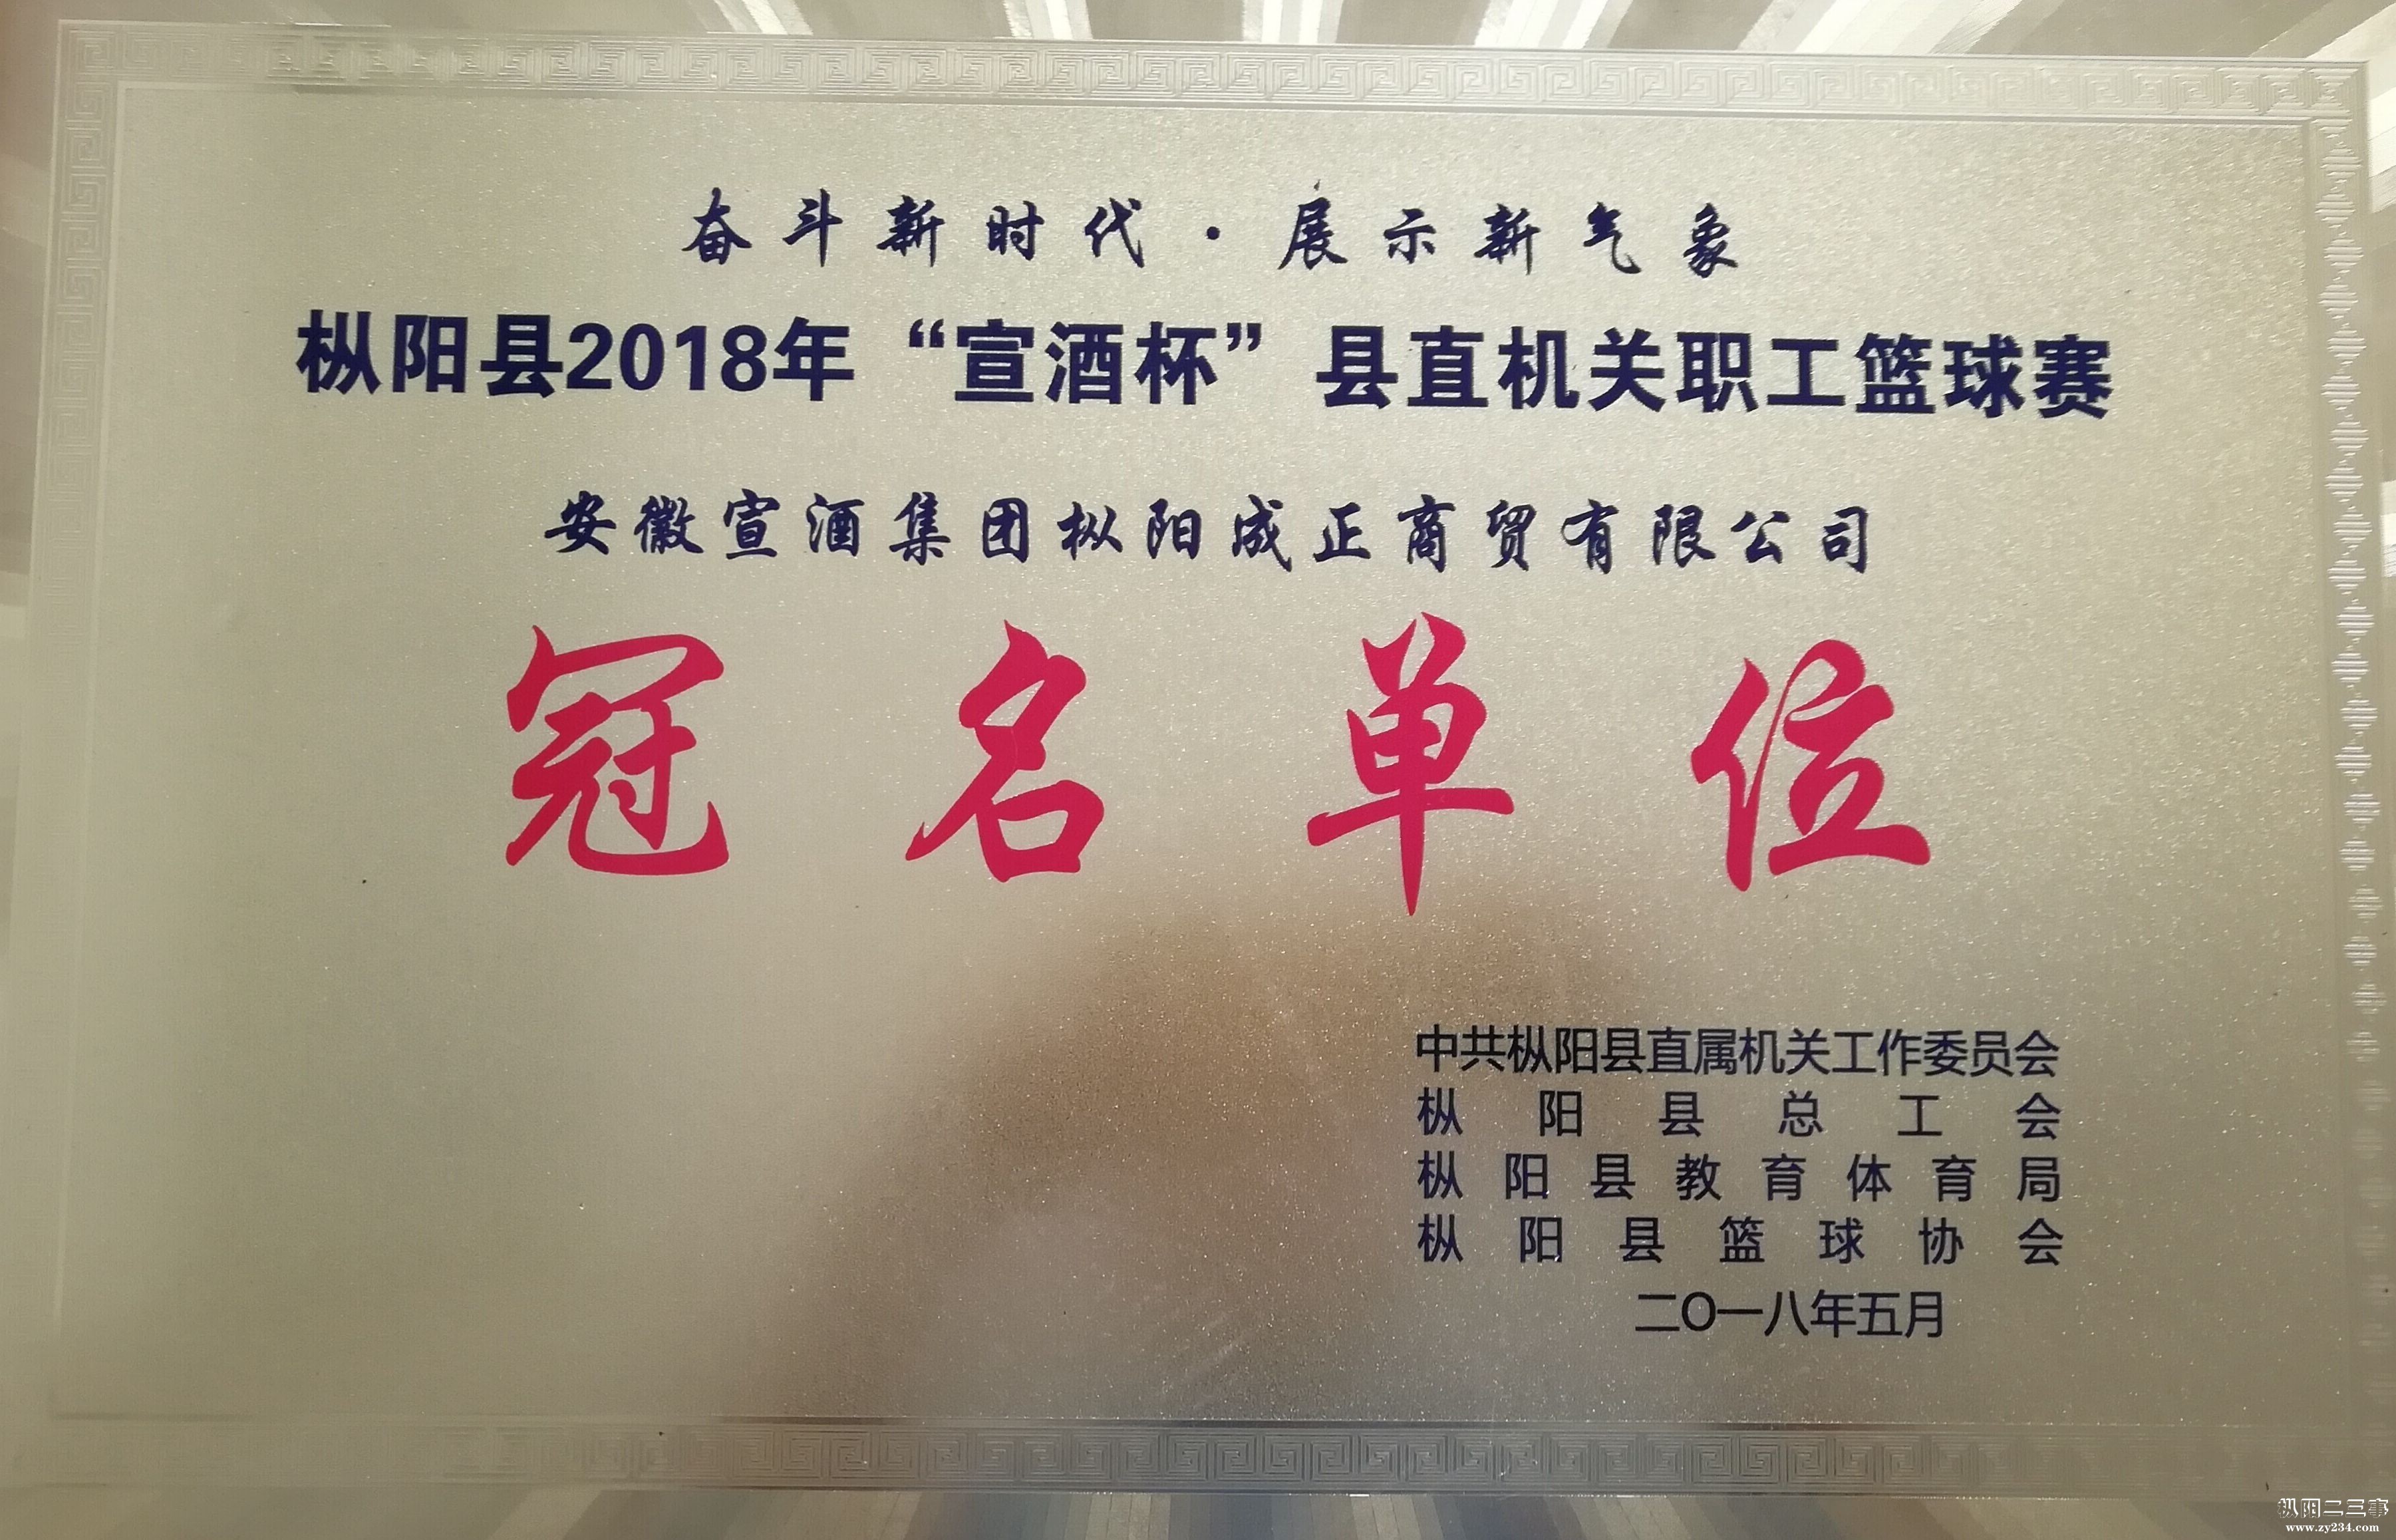 奋斗新时代·展示新气象
枞阳县2018年“宣酒杯”县直机关职工篮球赛
安徽宣酒集团枞阳成正商贸有限公司
冠名单位
中共枞阳县直属机关工作委员会
枞阳县总工会
枞阳县教育体育局
枞阳县篮球协会
二〇一八年五月
枞阳二三事
www.zy234.com